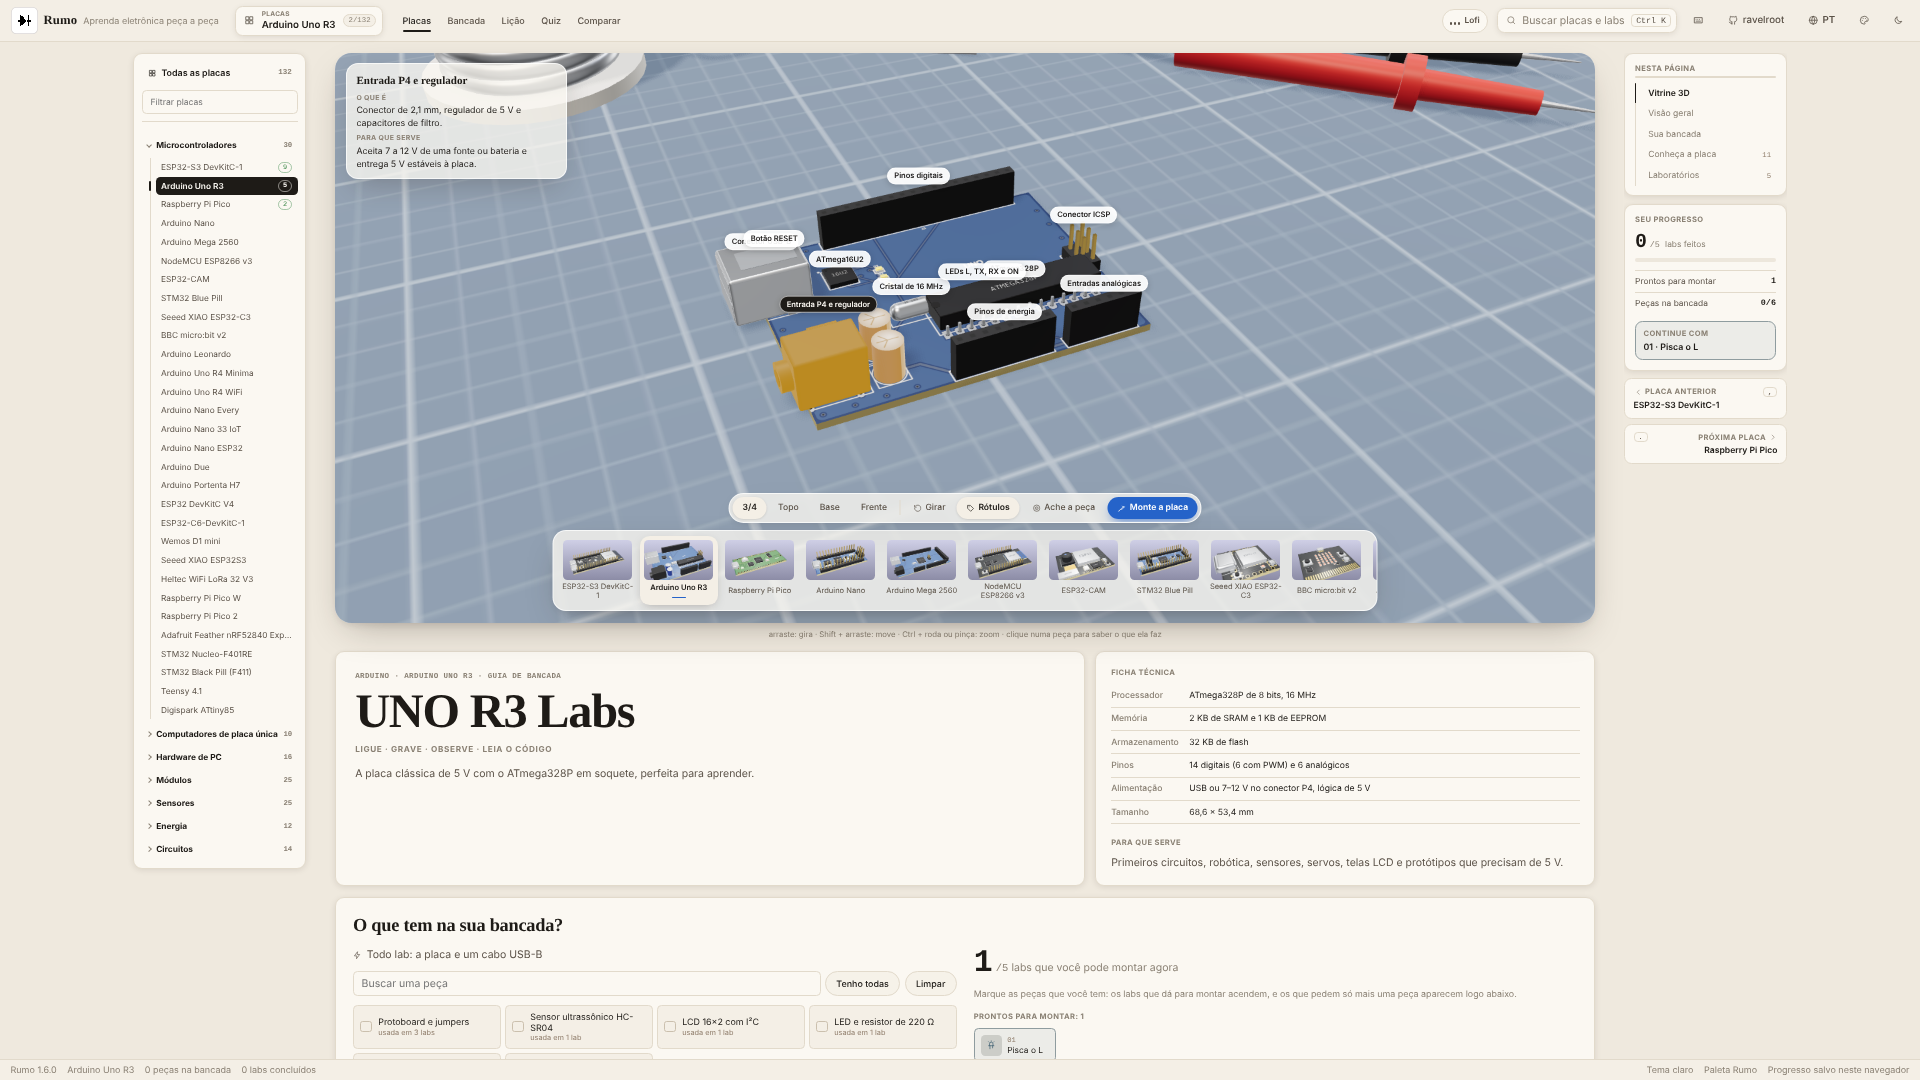 Rumo Aprenda eletrônica peça a peça
PLACAS
Arduino Uno R3 2/132
Placas Bancada Lição Quiz Comparar
Lofi
Buscar placas e labs Ctrl K
ravelroot
PT
Todas as placas 132
Filtrar placas
Microcontroladores 30
ESP32-S3 DevKitC-1 9
Arduino Uno R3 5
Raspberry Pi Pico 2
Arduino Nano
Arduino Mega 2560
NodeMCU ESP8266 v3
ESP32-CAM
STM32 Blue Pill
Seeed XIAO ESP32-C3
BBC micro:bit v2
Arduino Leonardo
Arduino Uno R4 Minima
Arduino Uno R4 WiFi
Arduino Nano Every
Arduino Nano 33 IoT
Arduino Nano ESP32
Arduino Due
Arduino Portenta H7
ESP32 DevKitC V4
ESP32-C6-DevKitC-1
Wemos D1 mini
Seeed XIAO ESP32S3
Heltec WiFi LoRa 32 V3
Raspberry Pi Pico W
Raspberry Pi Pico 2
Adafruit Feather nRF52840 Exp...
STM32 Nucleo-F401RE
STM32 Black Pill (F411)
Teensy 4.1
Digispark ATtiny85
Computadores de placa única 10
Hardware de PC 16
Módulos 25
Sensores 25
Energia 12
Circuitos 14
Entrada P4 e regulador
O QUE É
Conector de 2,1 mm, regulador de 5 V e
capacitores de filtro.
PARA QUE SERVE
Aceita 7 a 12 V de uma fonte ou bateria e
entrega 5 V estáveis à placa.
Pinos digitais
Conector ICSP
Botão RESET
ATmega16U2
LEDs L, TX, RX e ON
28P
Cristal de 16 MHz
Entradas analógicas
Entrada P4 e regulador
Pinos de energia
3/4 Topo Base Frente Girar Rótulos Ache a peça Monte a placa
ESP32-S3 DevKitC-
1
Arduino Uno R3
Raspberry Pi Pico
Arduino Nano
Arduino Mega 2560
NodeMCU
ESP8266 v3
ESP32-CAM
STM32 Blue Pill
Seeed XIAO ESP32-
C3
BBC micro:bit v2
arraste: gira · Shift + arraste: move · Ctrl + roda ou pinça: zoom · clique numa peça para saber o que ela faz
ARDUINO · ARDUINO UNO R3 · GUIA DE BANCADA
UNO R3 Labs
LIGUE · GRAVE · OBSERVE · LEIA O CÓDIGO
A placa clássica de 5 V com o ATmega328P em soquete, perfeita para aprender.
FICHA TÉCNICA
Processador ATmega328P de 8 bits, 16 MHz
Memória 2 KB de SRAM e 1 KB de EEPROM
Armazenamento 32 KB de flash
Pinos 14 digitais (6 com PWM) e 6 analógicos
Alimentação USB ou 7–12 V no conector P4, lógica de 5 V
Tamanho 68,6 × 53,4 mm
PARA QUE SERVE
Primeiros circuitos, robótica, sensores, servos, telas LCD e protótipos que precisam de 5 V.
O que tem na sua bancada?
Todo lab: a placa e um cabo USB-B
Buscar uma peça Tenho todas Limpar
Protoboard e jumpers
usada em 3 labs
Sensor ultrassônico HC-
SR04
usada em 1 lab
LCD 16×2 com I²C
usada em 1 lab
LED e resistor de 220 Ω
usada em 1 lab
1 /5 labs que você pode montar agora
Marque as peças que você tem: os labs que dá para montar acendem, e os que pedem só mais uma peça aparecem logo abaixo.
PRONTOS PARA MONTAR: 1
01
Pisca o L
NESTA PÁGINA
Vitrine 3D
Visão geral
Sua bancada
Conheça a placa 11
Laboratórios 5
SEU PROGRESSO
0 /5 labs feitos
Prontos para montar 1
Peças na bancada 0/6
CONTINUE COM
01 · Pisca o L
PLACA ANTERIOR ,
ESP32-S3 DevKitC-1
. PRÓXIMA PLACA
Raspberry Pi Pico
Rumo 1.6.0 Arduino Uno R3 0 peças na bancada 0 labs concluídos
Tema claro Paleta Rumo Progresso salvo neste navegador